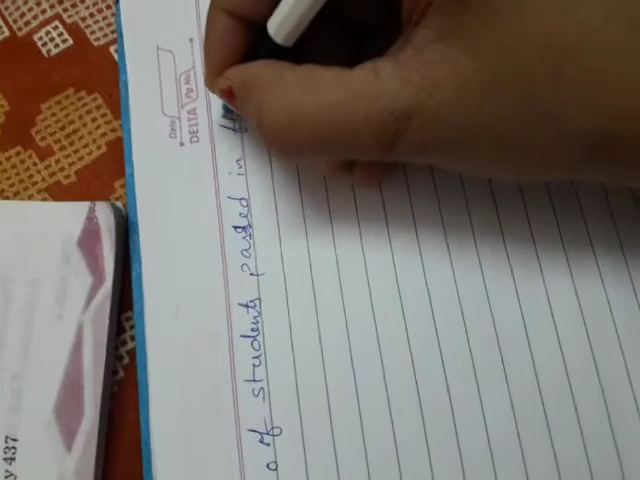 Date
Pg No
DELTA
o of students passed in
y 437